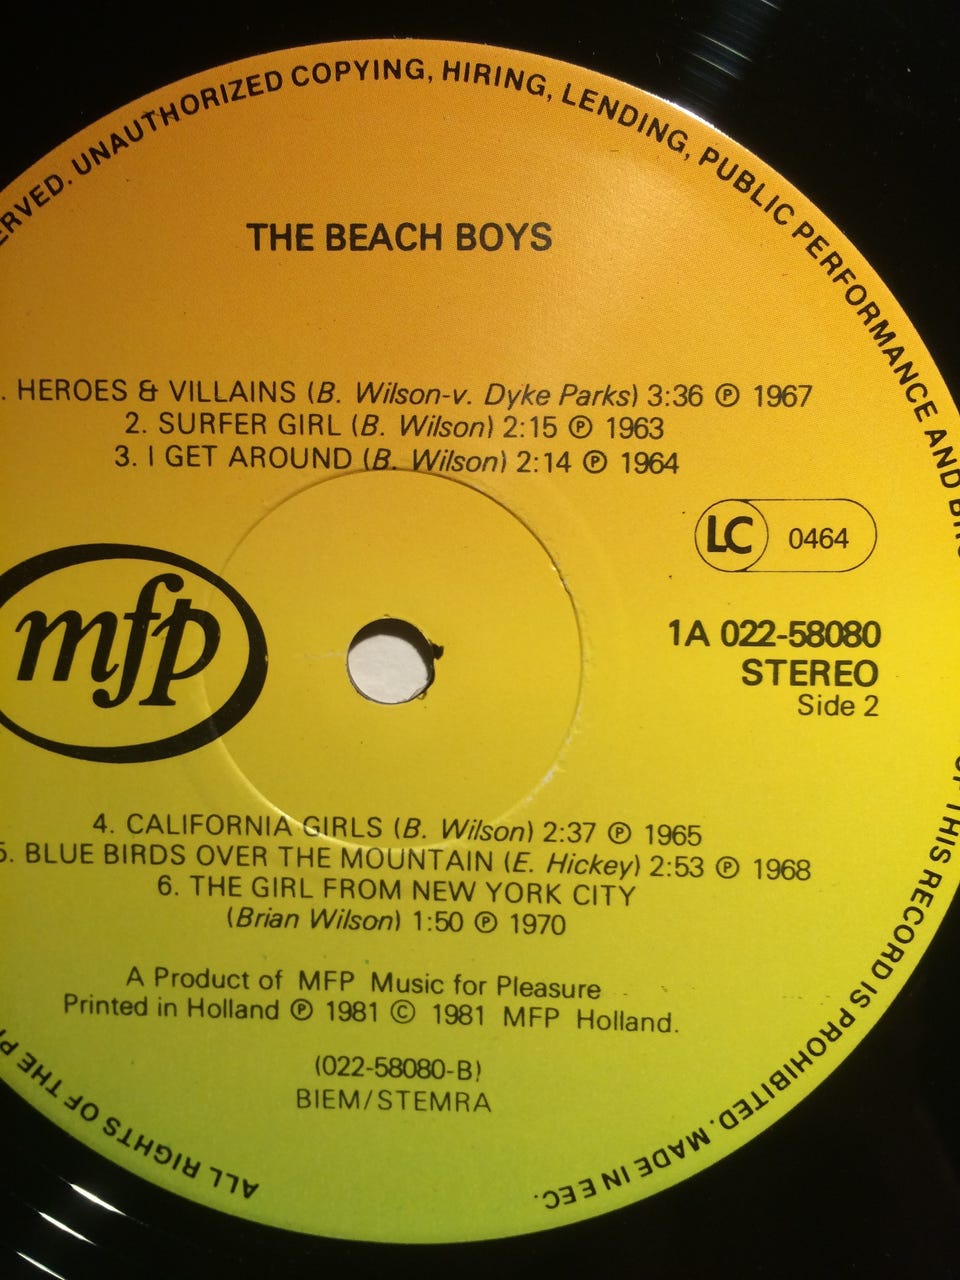 ERVED. UNAUTHORIZED COPYING, HIRING, LENDING, PUBLIC PERFORMANCE AND
THE BEACH BOYS
. HEROES & VILLAINS (B. Wilson-v. Dyke Parks) 3:36 ℗ 1967
2. SURFER GIRL (B. Wilson) 2:15 ℗ 1963
3. I GET AROUND (B. Wilson) 2:14 ℗ 1964
LC 0464
mfp
1A 022-58080
STEREO
Side 2
4. CALIFORNIA GIRLS (B. Wilson) 2:37 ℗ 1965
5. BLUE BIRDS OVER THE MOUNTAIN (E. Hickey) 2:53 ℗ 1968
6. THE GIRL FROM NEW YORK CITY
(Brian Wilson) 1:50 ℗ 1970
A Product of MFP Music for Pleasure
Printed in Holland ℗ 1981 © 1981 MFP Holland.
(022-58080-B)
BIEM/STEMRA
OF THIS RECORD IS PROHIBITED. MADE IN EEC.
ALL RIGHTS OF THE